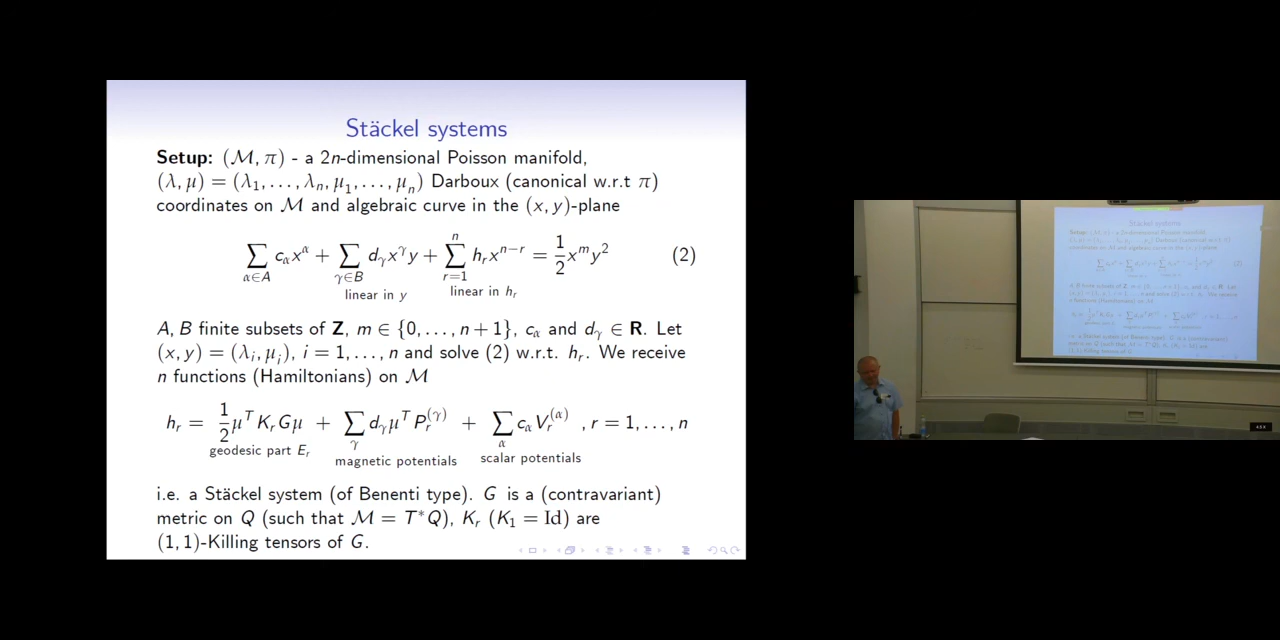 Stäckel systems
Setup: (ℳ, π) - a 2n-dimensional Poisson manifold,
(λ, μ) = (λ₁, . . . , λₙ, μ₁, . . . , μₙ) Darboux (canonical w.r.t π)
coordinates on ℳ and algebraic curve in the (x, y)-plane
∑_{α∈A} c_α x^α + ∑_{γ∈B} d_γ x^γ y + ∑_{r=1}^{n} h_r x^{n−r} = 1/2 x^m y² (2)
linear in y linear in h_r
A, B finite subsets of Z, m ∈ {0, . . . , n + 1}, c_α and d_γ ∈ R. Let
(x, y) = (λ_i, μ_i), i = 1, . . . , n and solve (2) w.r.t. h_r. We receive
n functions (Hamiltonians) on ℳ
h_r = 1/2 μ^T K_r G μ + ∑_γ d_γ μ^T P_r^{(γ)} + ∑_α c_α V_r^{(α)} , r = 1, . . . , n
geodesic part E_r magnetic potentials scalar potentials
i.e. a Stäckel system (of Benenti type). G is a (contravariant)
metric on Q (such that ℳ = T*Q), K_r (K₁ = Id) are
(1, 1)-Killing tensors of G.